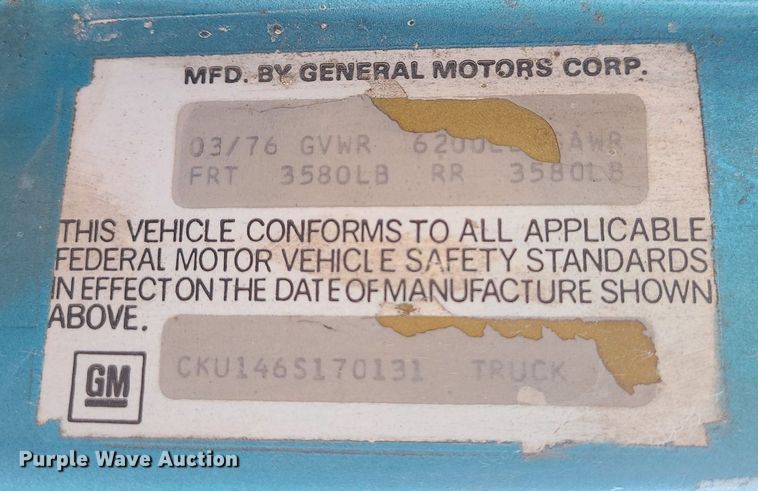 MFD. BY GENERAL MOTORS CORP.
03/76 GVWR 6200LB GAWR
FRT 3580LB RR 3580LB
THIS VEHICLE CONFORMS TO ALL APPLICABLE
FEDERAL MOTOR VEHICLE SAFETY STANDARDS
IN EFFECT ON THE DATE OF MANUFACTURE SHOWN
ABOVE.
GM
CKU146S170131 TRUCK
Purple Wave Auction